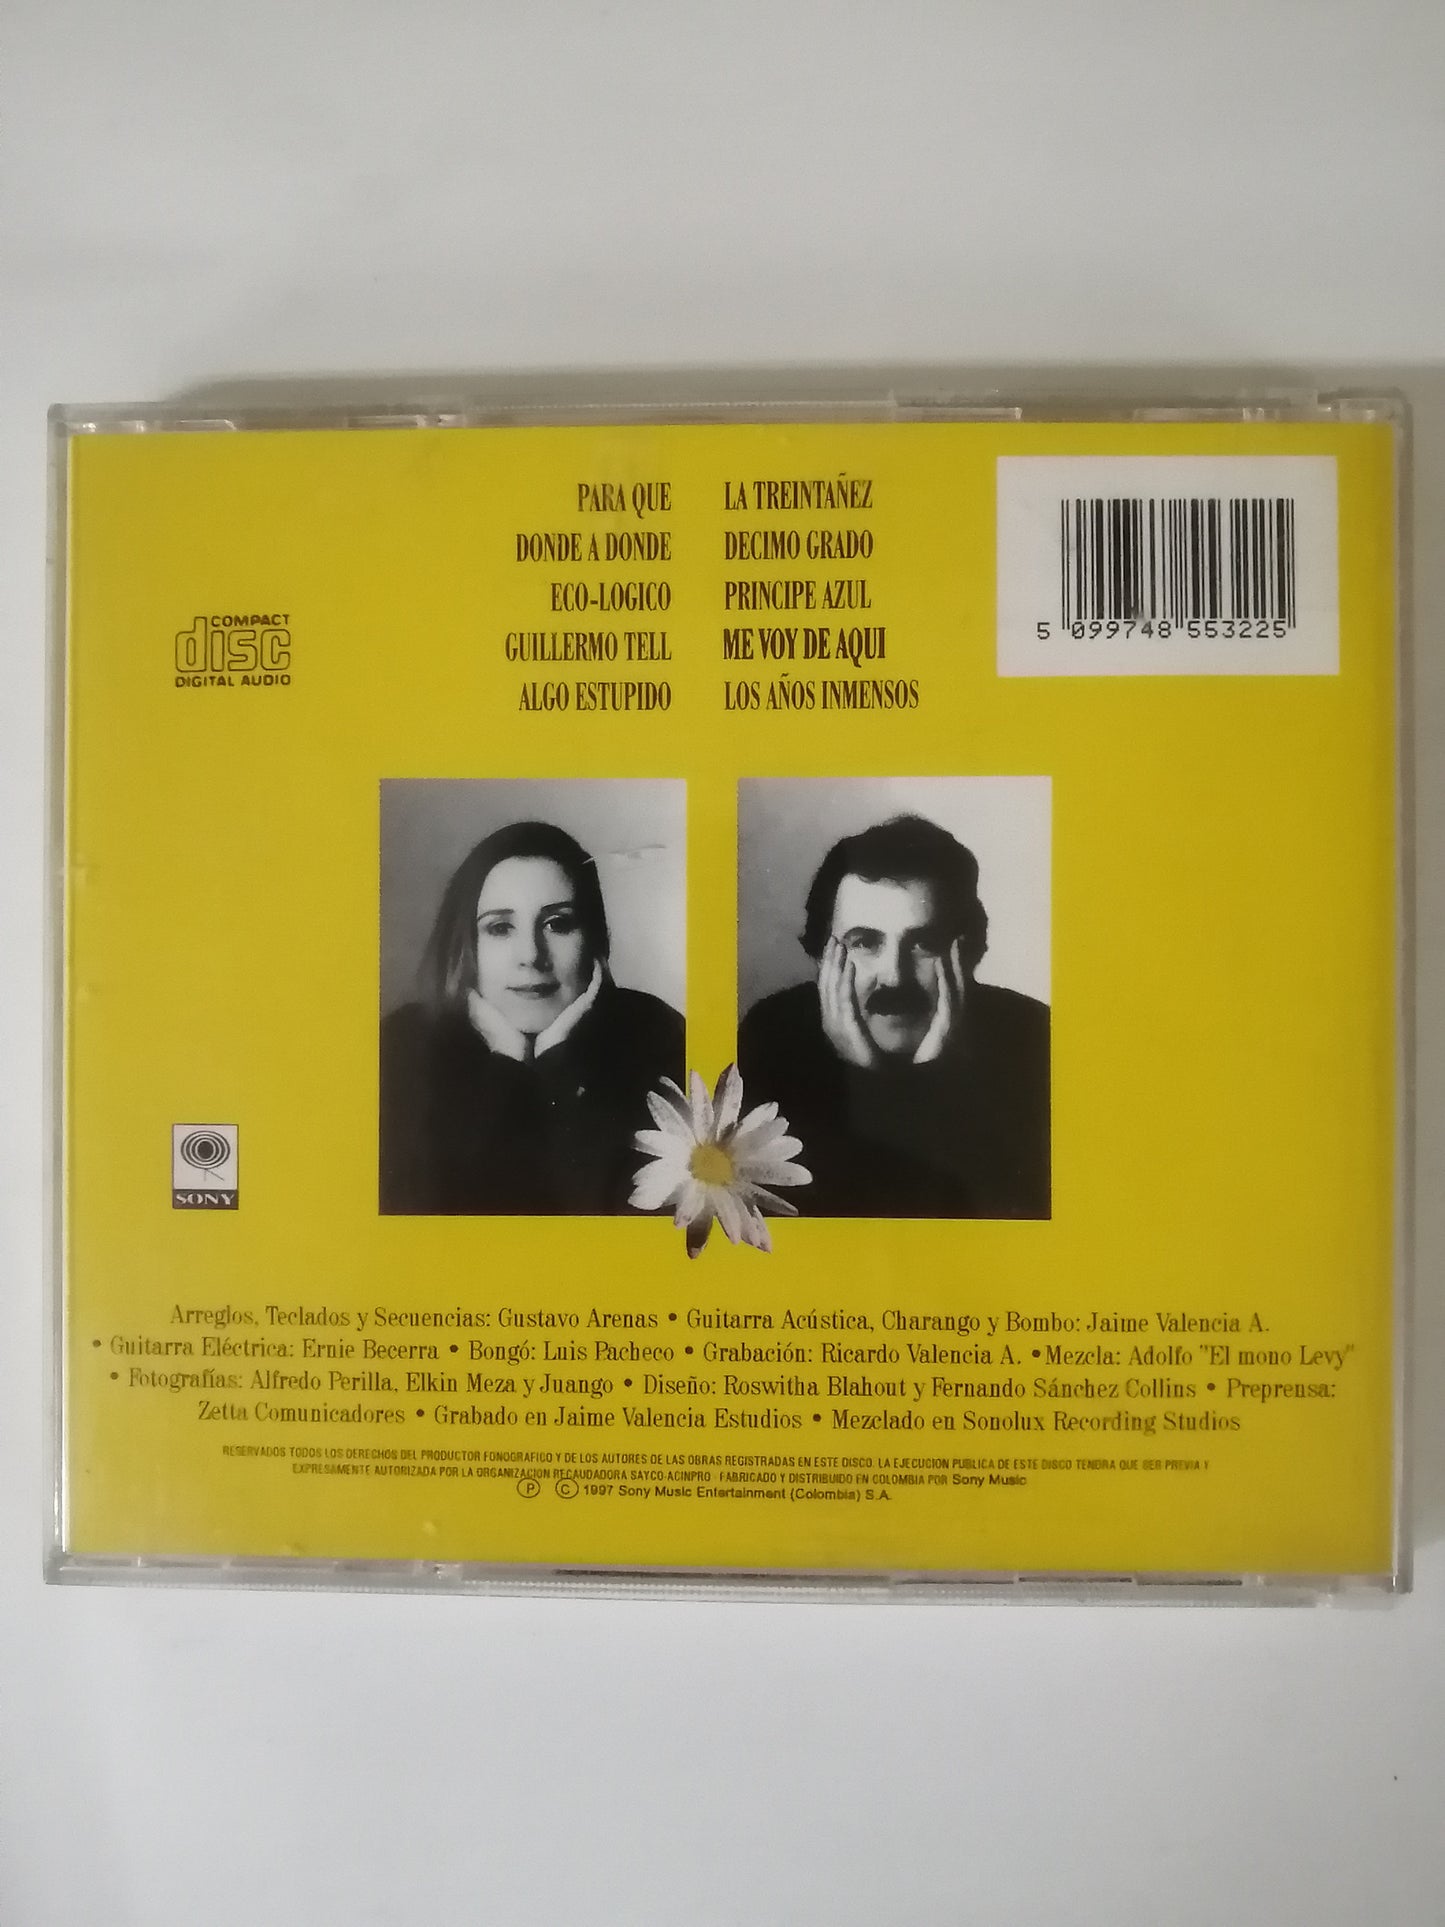 PARA QUE
DONDE A DONDE
ECO-LOGICO
GUILLERMO TELL
ALGO ESTUPIDO
LA TREINTAÑEZ
DECIMO GRADO
PRINCIPE AZUL
ME VOY DE AQUI
LOS AÑOS INMENSOS
5 099748 553225
COMPACT
disc
DIGITAL AUDIO
SONY
Arreglos, Teclados y Secuencias: Gustavo Arenas • Guitarra Acústica, Charango y Bombo: Jaime Valencia A.
• Guitarra Eléctrica: Ernie Becerra • Bongó: Luis Pacheco • Grabación: Ricardo Valencia A. • Mezcla: Adolfo "El mono Levy"
• Fotografías: Alfredo Perilla, Elkin Meza y Juango • Diseño: Roswitha Blahout y Fernando Sánchez Collins • Preprensa:
Zetta Comunicadores • Grabado en Jaime Valencia Estudios • Mezclado en Sonolux Recording Studios
RESERVADOS TODOS LOS DERECHOS DEL PRODUCTOR FONOGRAFICO Y DE LOS AUTORES DE LAS OBRAS REGISTRADAS EN ESTE DISCO. LA EJECUCION PUBLICA DE ESTE DISCO TENDRA QUE SER PREVIA Y
EXPRESAMENTE AUTORIZADA POR LA ORGANIZACION RECAUDADORA SAYCO-ACINPRO · FABRICADO Y DISTRIBUIDO EN COLOMBIA POR Sony Music
Ⓟ Ⓒ 1997 Sony Music Entertainment (Colombia) S.A.